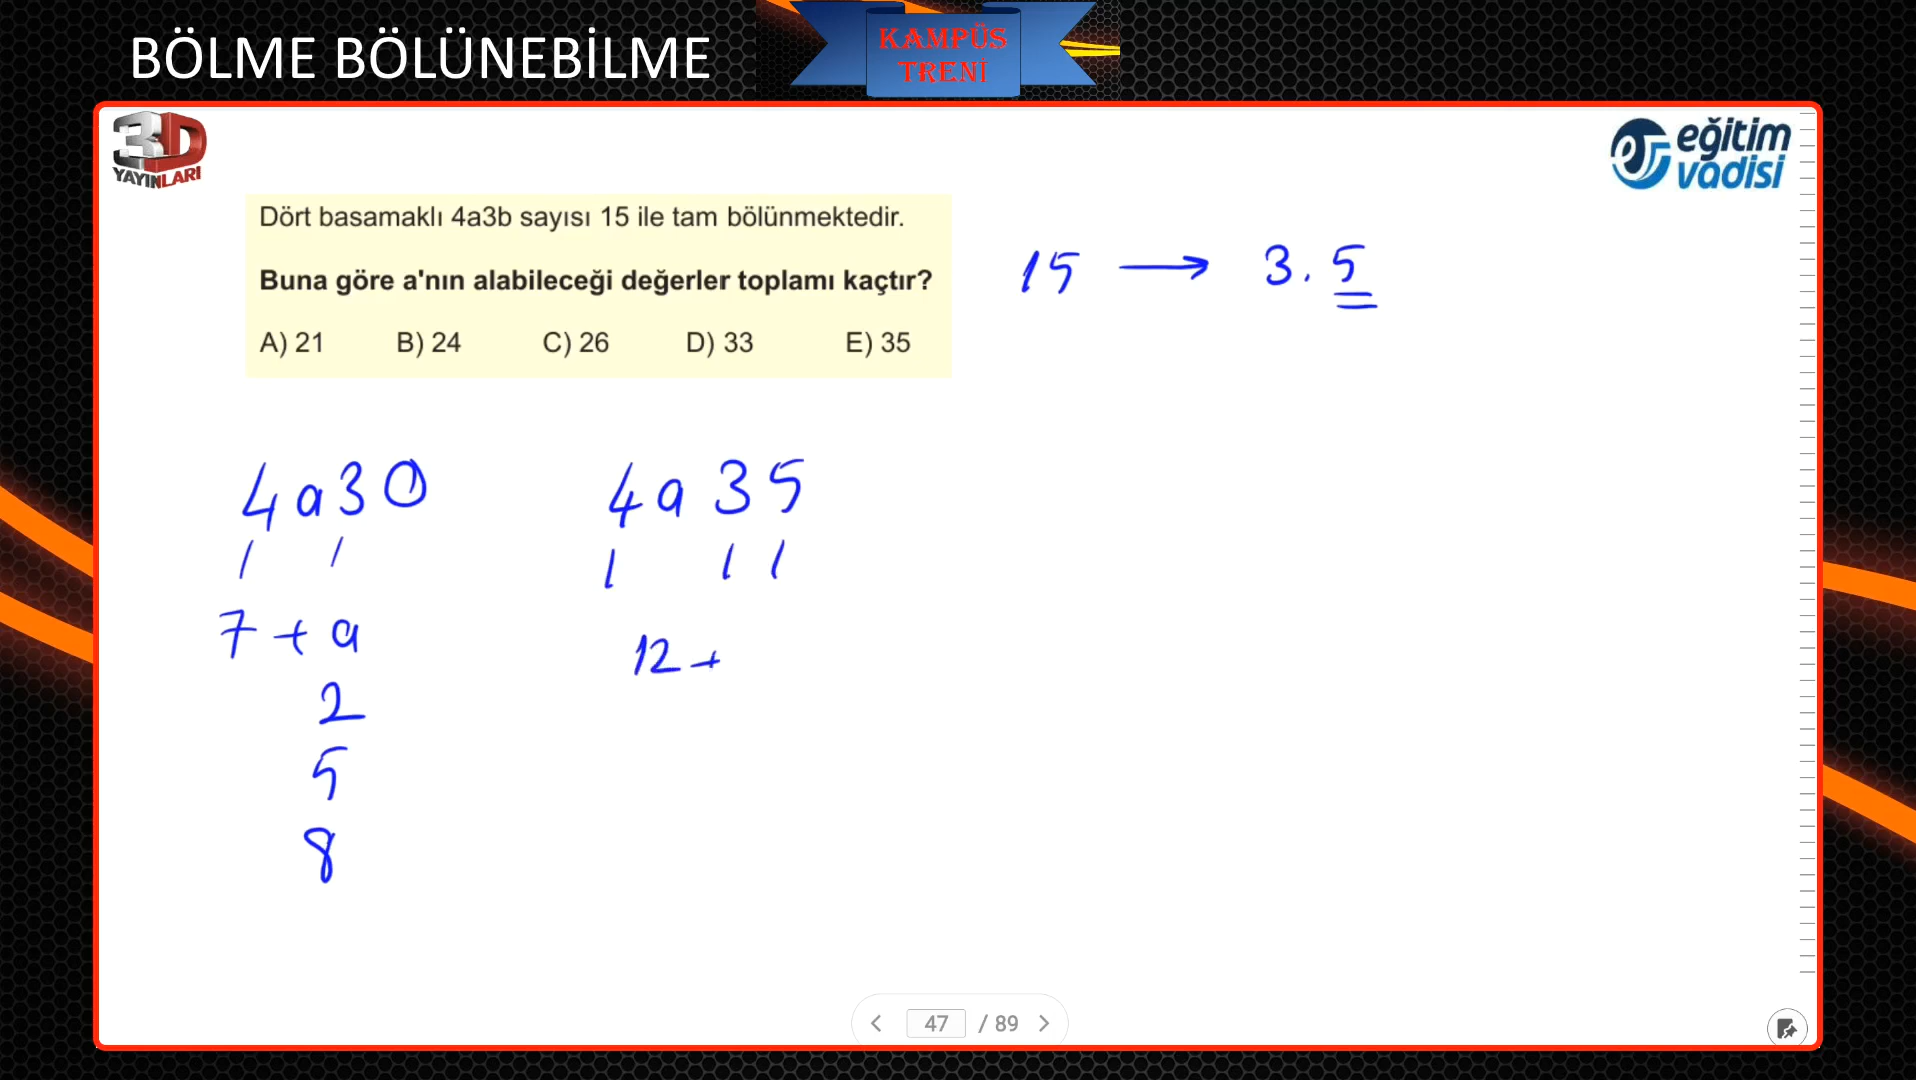 BÖLME BÖLÜNEBİLME
KAMPÜS
TRENİ
3D
YAYINLARI
eğitim
vadisi
Dört basamaklı 4a3b sayısı 15 ile tam bölünmektedir.
Buna göre a'nın alabileceği değerler toplamı kaçtır?
A) 21 B) 24 C) 26 D) 33 E) 35
15 → 3.5
4a30 4a35
7+a
12+
2
5
8
47 / 89